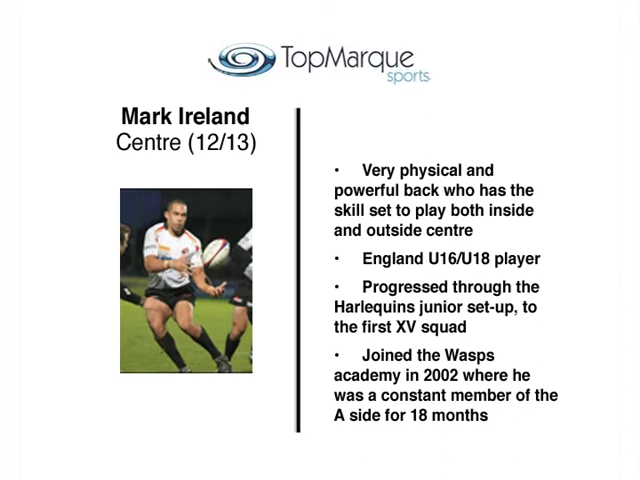 TopMarque
sports
Mark Ireland
Centre (12/13)
• Very physical and
powerful back who has the
skill set to play both inside
and outside centre
• England U16/U18 player
• Progressed through the
Harlequins junior set-up, to
the first XV squad
• Joined the Wasps
academy in 2002 where he
was a constant member of the
A side for 18 months